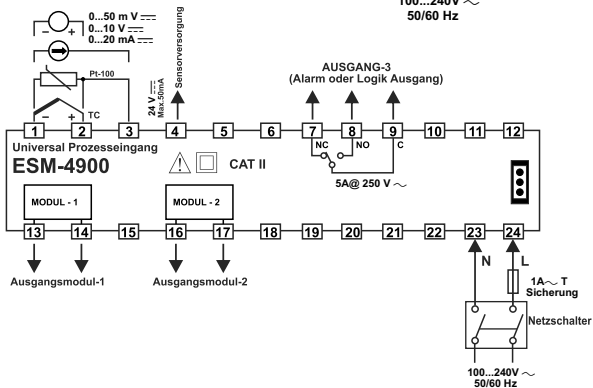 100...240V ~
50/60 Hz
0...50 m V
0...10 V
0...20 mA
Pt-100
TC
24 V
Max.50mA
Sensorversorgung
AUSGANG-3
(Alarm oder Logik Ausgang)
1 2 3 4 5 6 7 8 9 10 11 12
Universal Prozesseingang
ESM-4900
CAT II
NC NO C
5A@ 250 V ~
MODUL - 1
MODUL - 2
13 14 15 16 17 18 19 20 21 22 23 24
Ausgangsmodul-1
Ausgangsmodul-2
N L
1A~ T
Sicherung
Netzschalter
100...240V ~
50/60 Hz